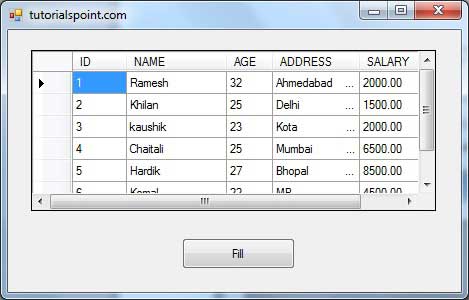 tutorialspoint.com
ID NAME AGE ADDRESS SALARY
1 Ramesh 32 Ahmedabad ... 2000.00
2 Khilan 25 Delhi ... 1500.00
3 kaushik 23 Kota ... 2000.00
4 Chaitali 25 Mumbai ... 6500.00
5 Hardik 27 Bhopal ... 8500.00
6 Komal 22 MP ... 4500.00
Fill